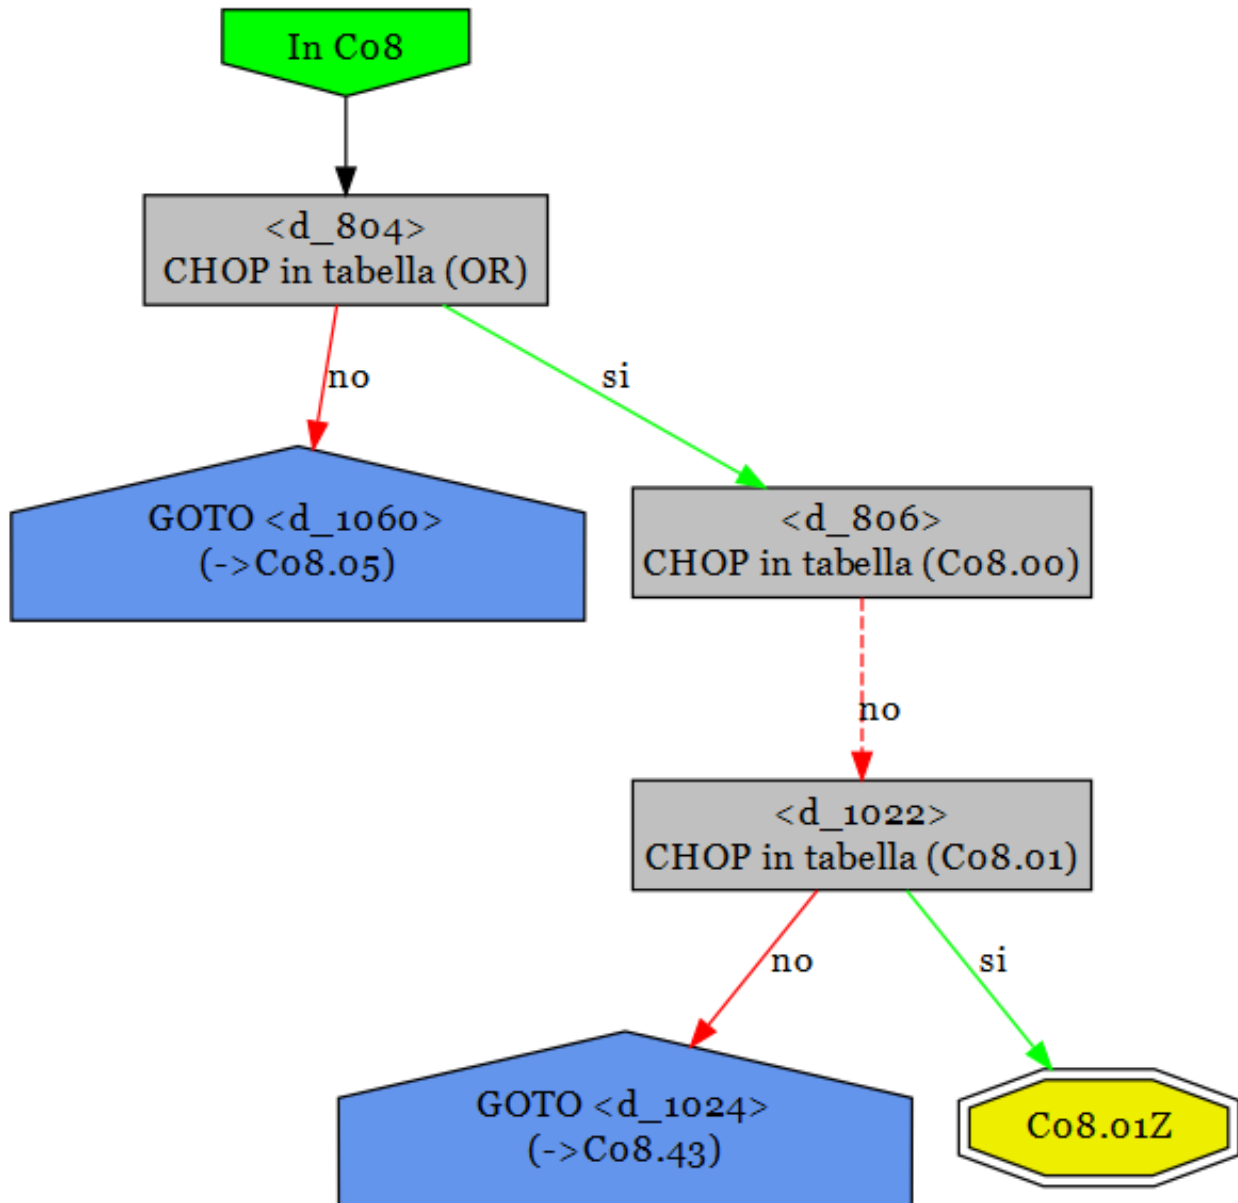 In C08
<d_804>
CHOP in tabella (OR)
no
si
GOTO <d_1060>
(->C08.05)
<d_806>
CHOP in tabella (C08.00)
no
<d_1022>
CHOP in tabella (C08.01)
no
si
GOTO <d_1024>
(->C08.43)
C08.01Z